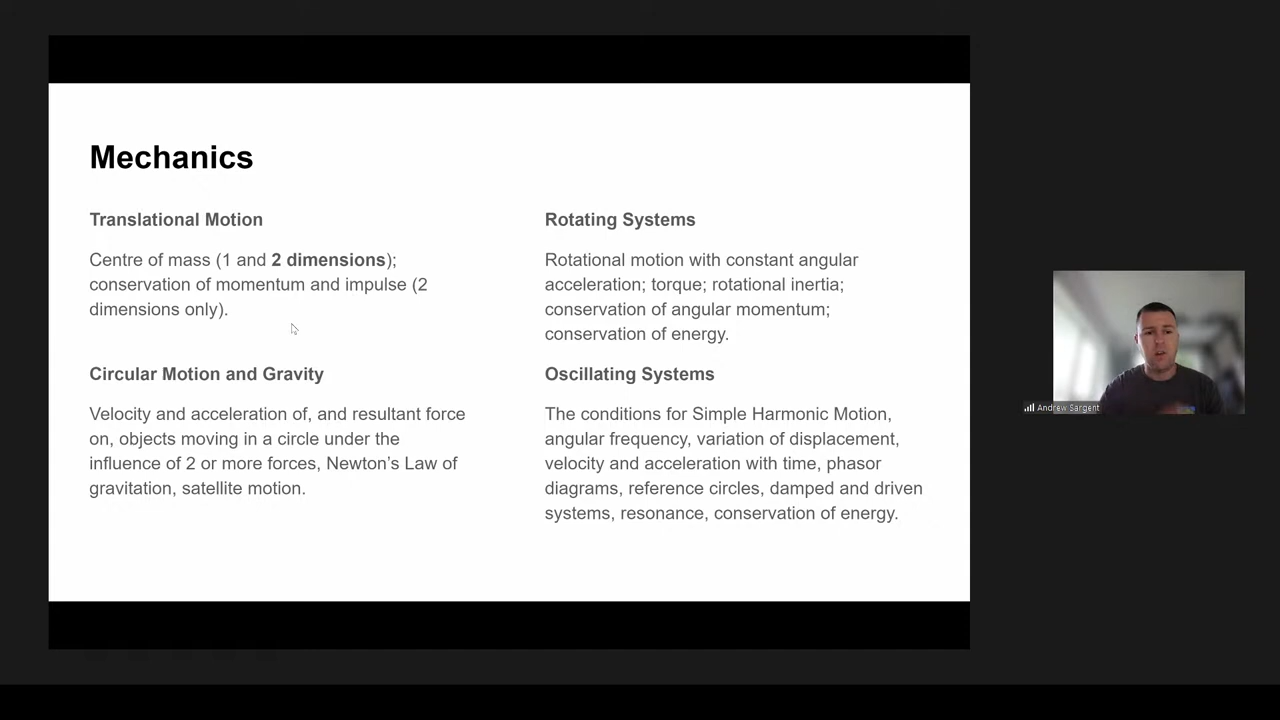 Mechanics
Translational Motion
Centre of mass (1 and 2 dimensions);
conservation of momentum and impulse (2
dimensions only).
Circular Motion and Gravity
Velocity and acceleration of, and resultant force
on, objects moving in a circle under the
influence of 2 or more forces, Newton’s Law of
gravitation, satellite motion.
Rotating Systems
Rotational motion with constant angular
acceleration; torque; rotational inertia;
conservation of angular momentum;
conservation of energy.
Oscillating Systems
The conditions for Simple Harmonic Motion,
angular frequency, variation of displacement,
velocity and acceleration with time, phasor
diagrams, reference circles, damped and driven
systems, resonance, conservation of energy.
Andrew Sargent